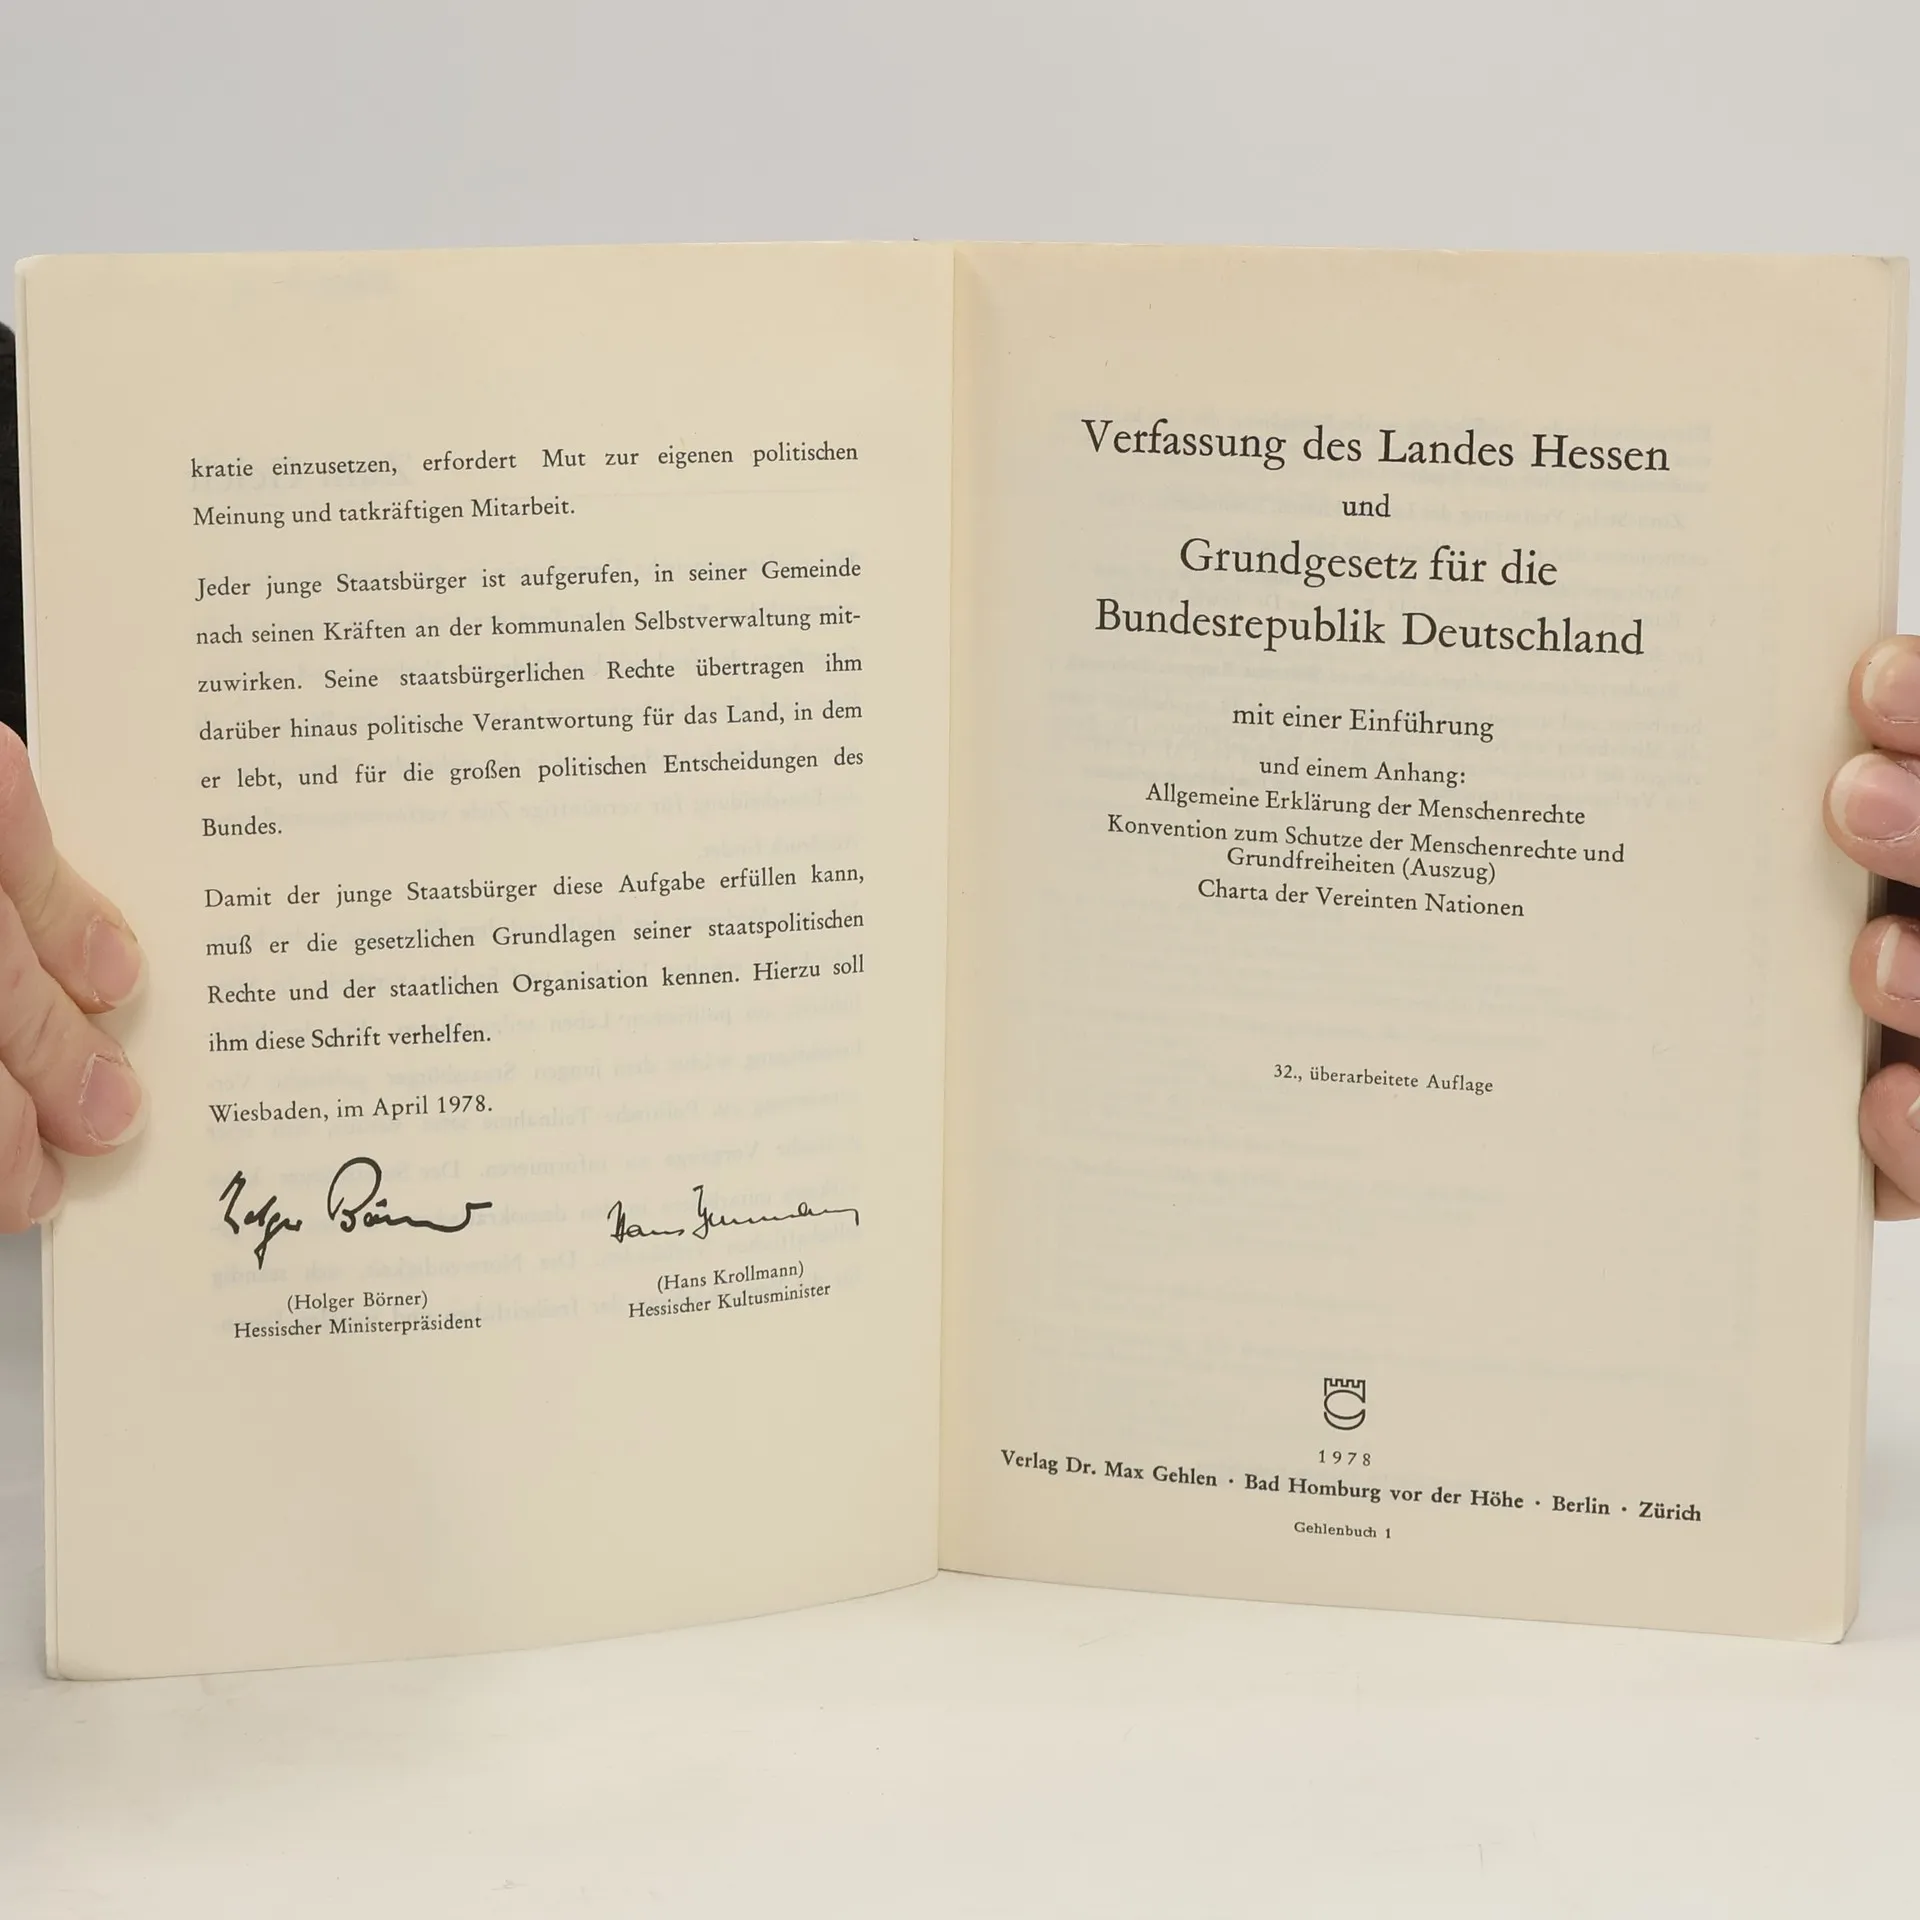 kratie einzusetzen, erfordert Mut zur eigenen politischen
Meinung und tatkräftigen Mitarbeit.
Jeder junge Staatsbürger ist aufgerufen, in seiner Gemeinde
nach seinen Kräften an der kommunalen Selbstverwaltung mit-
zuwirken. Seine staatsbürgerlichen Rechte übertragen ihm
darüber hinaus politische Verantwortung für das Land, in dem
er lebt, und für die großen politischen Entscheidungen des
Bundes.
Damit der junge Staatsbürger diese Aufgabe erfüllen kann,
muß er die gesetzlichen Grundlagen seiner staatspolitischen
Rechte und der staatlichen Organisation kennen. Hierzu soll
ihm diese Schrift verhelfen.
Wiesbaden, im April 1978.
Holger Börner
(Holger Börner)
Hessischer Ministerpräsident
Hans Krollmann
(Hans Krollmann)
Hessischer Kultusminister
Verfassung des Landes Hessen
und
Grundgesetz für die
Bundesrepublik Deutschland
mit einer Einführung
und einem Anhang:
Allgemeine Erklärung der Menschenrechte
Konvention zum Schutze der Menschenrechte und
Grundfreiheiten (Auszug)
Charta der Vereinten Nationen
32., überarbeitete Auflage
1978
Verlag Dr. Max Gehlen · Bad Homburg vor der Höhe · Berlin · Zürich
Gehlenbuch 1